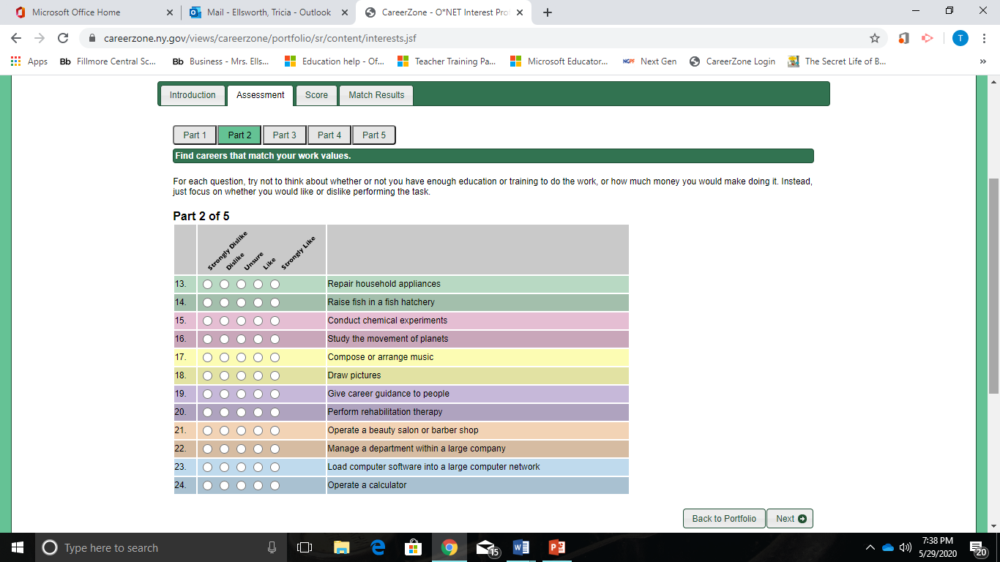 Microsoft Office Home
Mail - Ellsworth, Tricia - Outlook
CareerZone - O*NET Interest Pro
careerzone.ny.gov/views/careerzone/portfolio/sr/content/interests.jsf
T
Apps
Bb Fillmore Central Sc...
Bb Business - Mrs. Ells...
Education help - Of...
Teacher Training Pa...
Microsoft Educator...
NGPF Next Gen
CareerZone Login
The Secret Life of B...
»
Introduction
Assessment
Score
Match Results
Part 1
Part 2
Part 3
Part 4
Part 5
Find careers that match your work values.
For each question, try not to think about whether or not you have enough education or training to do the work, or how much money you would make doing it. Instead,
just focus on whether you would like or dislike performing the task.
Part 2 of 5
Strongly Dislike
Dislike
Unsure
Like
Strongly Like
13. Repair household appliances
14. Raise fish in a fish hatchery
15. Conduct chemical experiments
16. Study the movement of planets
17. Compose or arrange music
18. Draw pictures
19. Give career guidance to people
20. Perform rehabilitation therapy
21. Operate a beauty salon or barber shop
22. Manage a department within a large company
23. Load computer software into a large computer network
24. Operate a calculator
Back to Portfolio
Next
Type here to search
15
7:38 PM
5/29/2020
20